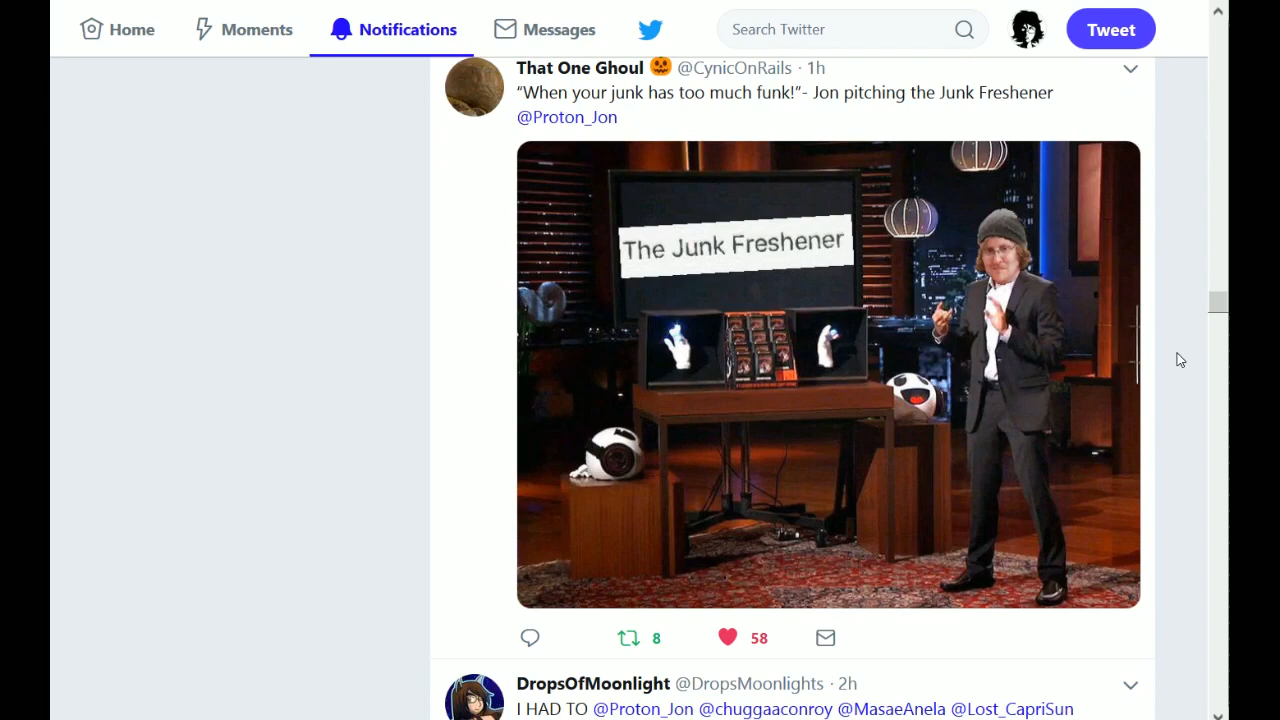 Home Moments Notifications Messages Search Twitter Tweet
That One Ghoul 🎃 @CynicOnRails · 1h
“When your junk has too much funk!”- Jon pitching the Junk Freshener
@Proton_Jon
The Junk Freshener
8 58
DropsOfMoonlight @DropsMoonlights · 2h
I HAD TO @Proton_Jon @chuggaaconroy @MasaeAnela @Lost_CapriSun